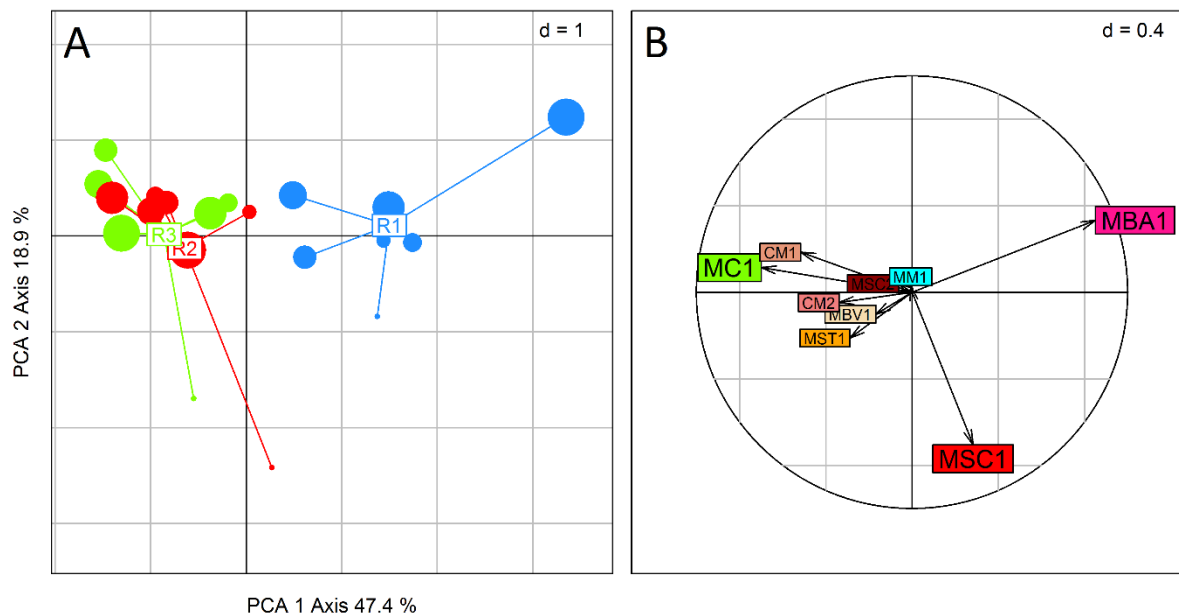 A
d = 1
R1
R3
R2
PCA 2 Axis 18.9 %
PCA 1 Axis 47.4 %
B
d = 0.4
MBA1
CM1
MC1
MM1
MSC2
CM2
MBV1
MST1
MSC1